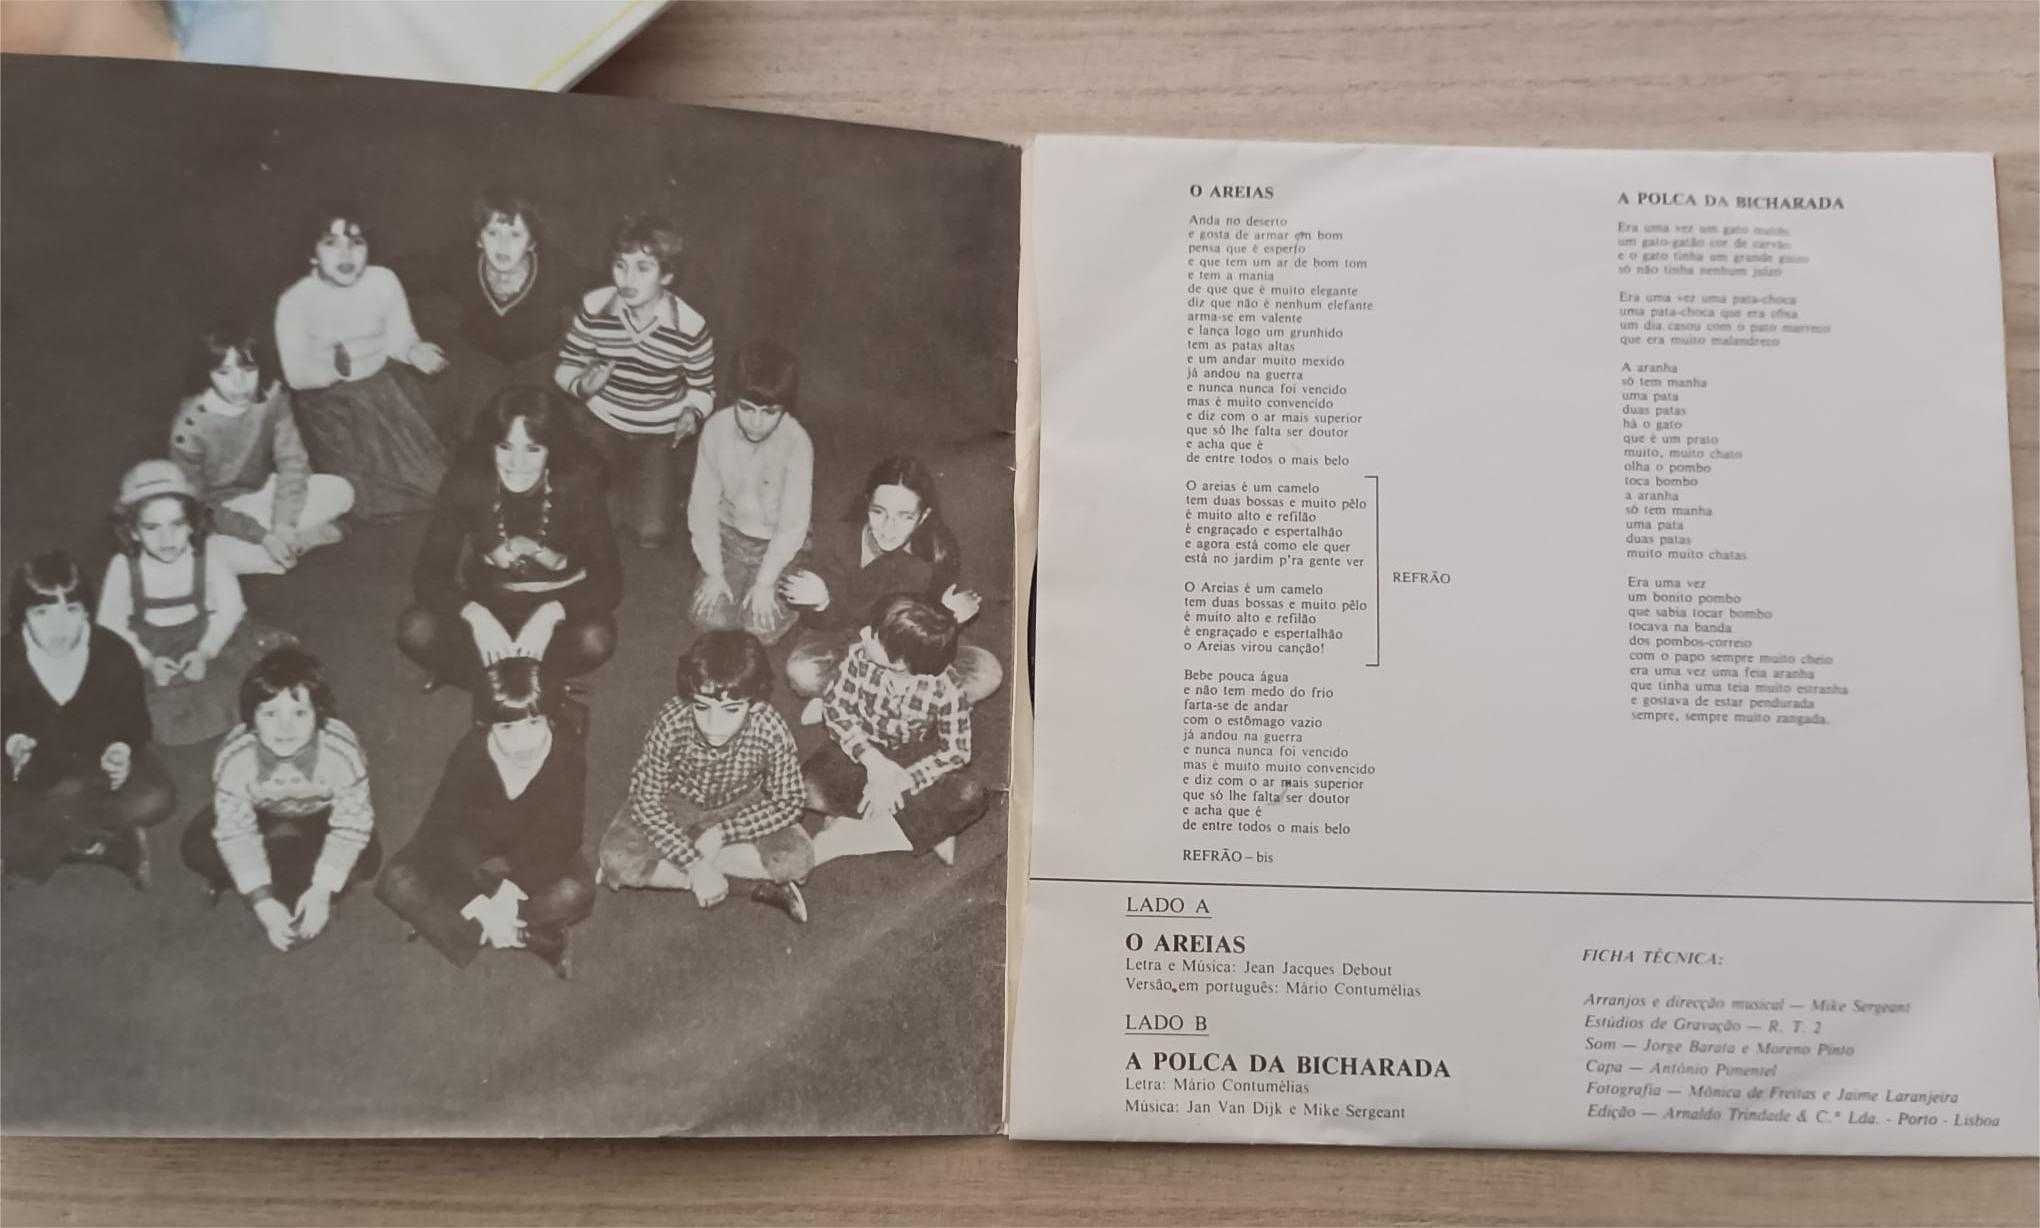 O AREIAS
Anda no deserto
e gosta de armar em bom
pensa que é esperto
e que tem um ar de bom tom
e tem a mania
de que que é muito elegante
diz que não é nenhum elefante
arma-se em valente
e lança logo um grunhido
tem as patas altas
e um andar muito mexido
já andou na guerra
e nunca nunca foi vencido
mas é muito convencido
e diz com o ar mais superior
que só lhe falta ser doutor
e acha que é
de entre todos o mais belo
O areias é um camelo
tem duas bossas e muito pêlo
é muito alto e refilão
é engraçado e espertalhão
e agora está como ele quer
está no jardim p'ra gente ver
O Areias é um camelo
tem duas bossas e muito pêlo
é muito alto e refilão
é engraçado e espertalhão
o Areias virou canção!
REFRÃO
Bebe pouca água
e não tem medo do frio
farta-se de andar
com o estômago vazio
já andou na guerra
e nunca nunca foi vencido
mas é muito muito convencido
e diz com o ar mais superior
que só lhe falta ser doutor
e acha que é
de entre todos o mais belo
REFRÃO – bis
A POLCA DA BICHARADA
Era uma vez um gato maltês
um gato-gatão cor de carvão
e o gato tinha um grande guizo
só não tinha nenhum juízo
Era uma vez uma pata-choca
uma pata-choca que era
um dia casou com o pato marreco
que era muito malandreco
A aranha
só tem manha
uma pata
duas patas
há o gato
que é um prato
muito, muito chato
olha o pombo
toca bombo
a aranha
só tem manha
uma pata
duas patas
muito muito chatas
Era uma vez
um bonito pombo
que sabia tocar bombo
tocava na banda
dos pombos-correio
com o papo sempre muito cheio
era uma vez uma feia aranha
que tinha uma teia muito estranha
e gostava de estar pendurada
sempre, sempre muito zangada.
LADO A
O AREIAS
Letra e Música: Jean Jacques Debout
Versão em português: Mário Contumélias
LADO B
A POLCA DA BICHARADA
Letra: Mário Contumélias
Música: Jan Van Dijk e Mike Sergeant
FICHA TÉCNICA:
Arranjos e direcção musical — Mike Sergeant
Estúdios de Gravação — R. T. 2
Som — Jorge Barata e Moreno Pinto
Capa — António Pimentel
Fotografia — Mónica de Freitas e Jaime Laranjeira
Edição — Arnaldo Trindade & C.ª Lda. - Porto - Lisboa